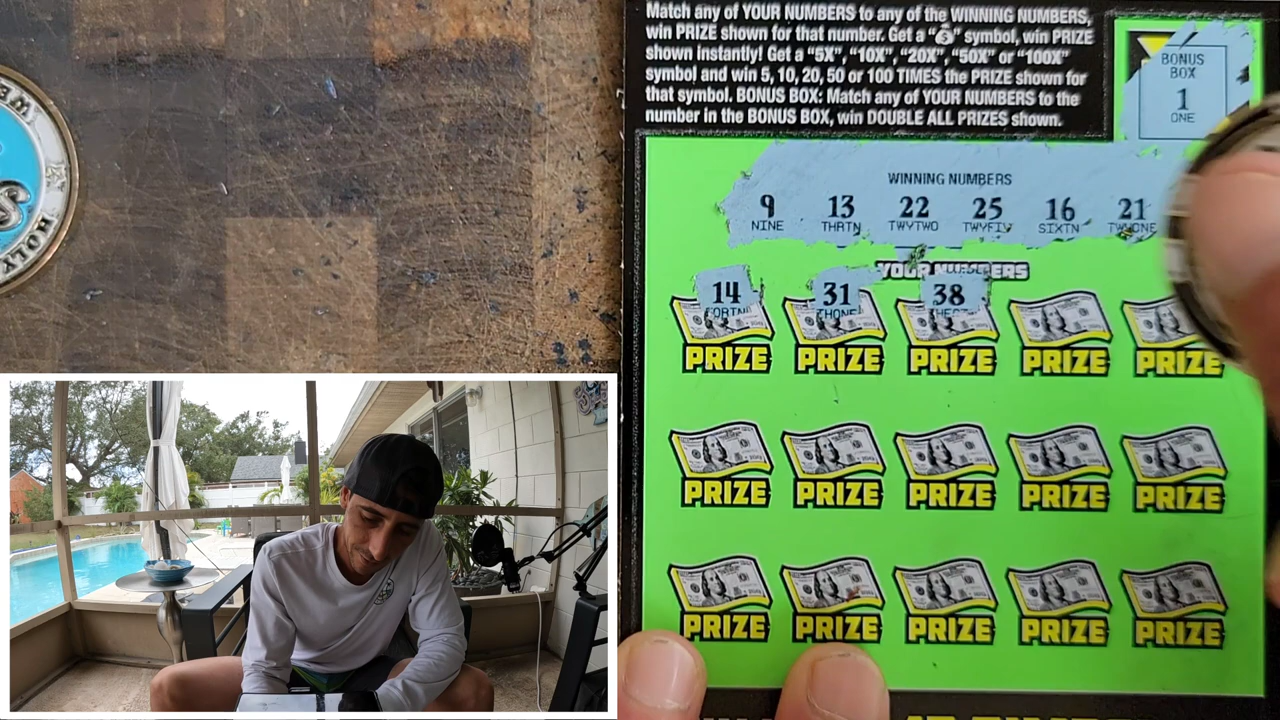 Match any of YOUR NUMBERS to any of the WINNING NUMBERS,
win PRIZE shown for that number. Get a "$" symbol, win PRIZE
shown instantly! Get a "5X", "10X", "20X", "50X" or "100X"
symbol and win 5, 10, 20, 50 or 100 TIMES the PRIZE shown for
that symbol. BONUS BOX: Match any of YOUR NUMBERS to the
number in the BONUS BOX, win DOUBLE ALL PRIZES shown.
BONUS
BOX
1
ONE
WINNING NUMBERS
9 13 22 25 16 21
NINE THRTN TWYTWO TWYFIV SIXTN TWYONE
YOUR NUMBERS
14 31 38
PRIZE PRIZE PRIZE PRIZE PRIZE
PRIZE PRIZE PRIZE PRIZE PRIZE
PRIZE PRIZE PRIZE PRIZE PRIZE